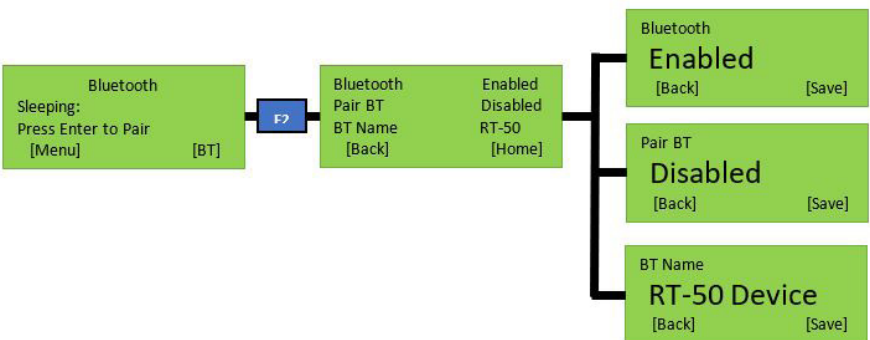 Bluetooth
Sleeping:
Press Enter to Pair
[Menu] [BT]
F2
Bluetooth Enabled
Pair BT Disabled
BT Name RT-50
[Back] [Home]
Bluetooth
Enabled
[Back] [Save]
Pair BT
Disabled
[Back] [Save]
BT Name
RT-50 Device
[Back] [Save]